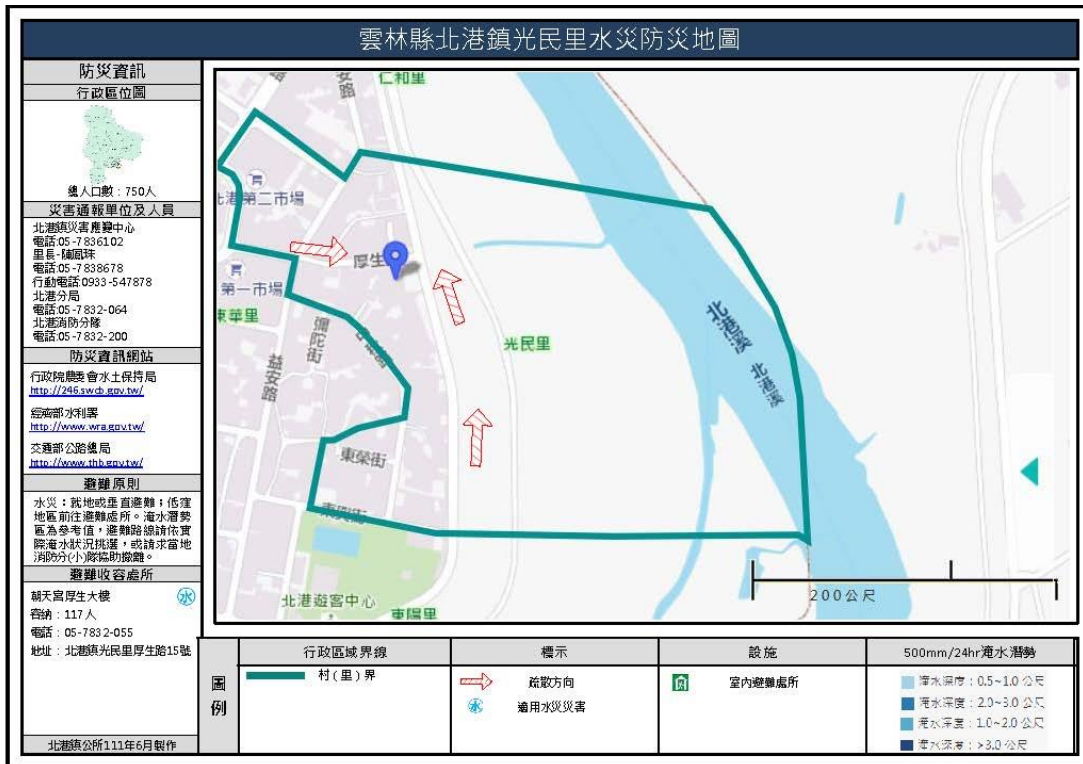 雲林縣北港鎮光民里水災防災地圖
防災資訊
行政區位圖
總人口數：750人
災害通報單位及人員
北港鎮災害應變中心
電話:05-7836102
里長-陳凰珠
電話:05-7838678
行動電話:0933-547878
北港分局
電話:05-7832-064
北港消防分隊
電話:05-7832-200
防災資訊網站
行政院農委會水土保持局
http://246.swcb.gov.tw/
經濟部水利署
http://www.wra.gov.tw/
交通部公路總局
http://www.thb.gov.tw/
避難原則
水災：就地或垂直避難；低窪
地區前往避難處所。淹水潛勢
區為參考值，避難路線請依實
際淹水狀況挑選，或請求當地
消防分(小)隊協助撤離。
避難收容處所
朝天宮厚生大樓
水
容納：117人
電話：05-7832-055
地址：北港鎮光民里厚生路15號
北港鎮公所111年6月製作
益安路
仁和里
北港第二市場
厚生
第一市場
東華里
彌陀街
益安路
光民里
北港溪
北港溪
東榮街
東興街
北港遊客中心
東陽里
200公尺
圖例
行政區域界線
村(里)界
標示
疏散方向
水
適用水災災害
設施
室內避難處所
500mm/24hr淹水潛勢
淹水深度：0.5~1.0 公尺
淹水深度：2.0~3.0 公尺
淹水深度：1.0~2.0 公尺
淹水深度：>3.0 公尺